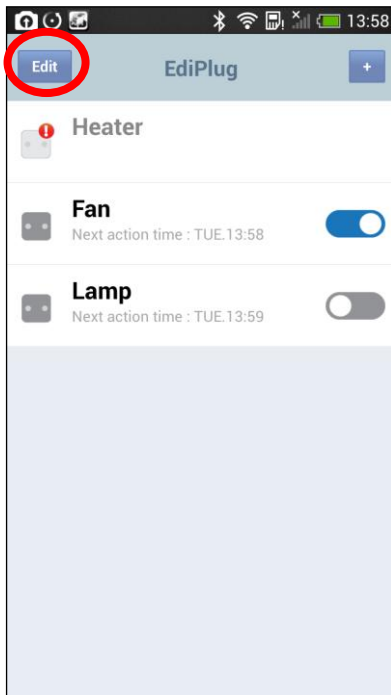 13:58
Edit
EdiPlug
+
Heater
Fan
Next action time : TUE.13:58
Lamp
Next action time : TUE.13:59